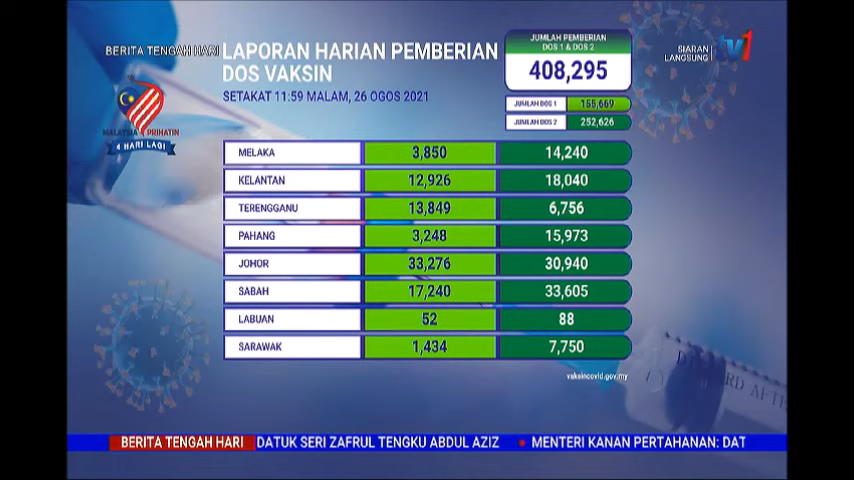 BERITA TENGAH HARI
LAPORAN HARIAN PEMBERIAN
DOS VAKSIN
SETAKAT 11:59 MALAM, 26 OGOS 2021
JUMLAH PEMBERIAN
DOS 1 & DOS 2
408,295
JUMLAH DOS 1 155,669
JUMLAH DOS 2 252,626
SIARAN
LANGSUNG
tv1
MALAYSIA PRIHATIN
4 HARI LAGI
MELAKA 3,850 14,240
KELANTAN 12,926 18,040
TERENGGANU 13,849 6,756
PAHANG 3,248 15,973
JOHOR 33,276 30,940
SABAH 17,240 33,605
LABUAN 52 88
SARAWAK 1,434 7,750
vaksincovid.gov.my
BERITA TENGAH HARI DATUK SERI ZAFRUL TENGKU ABDUL AZIZ • MENTERI KANAN PERTAHANAN: DAT